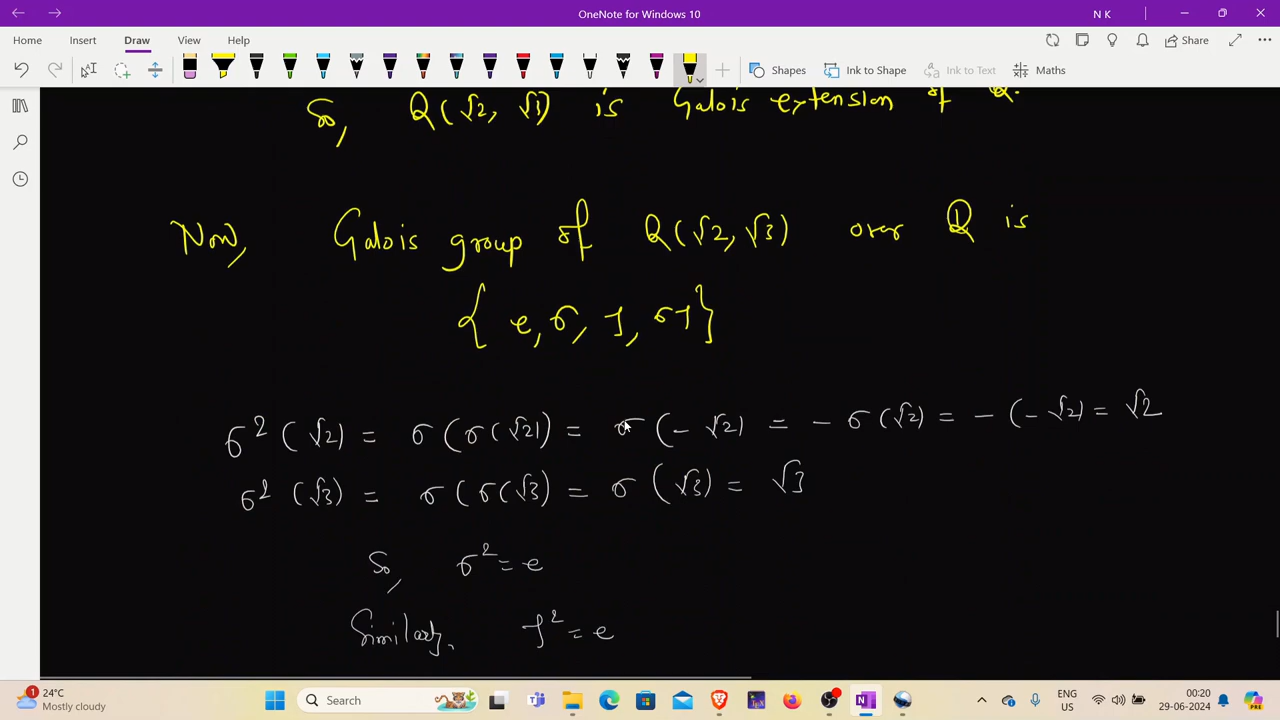 OneNote for Windows 10
N K
Home Insert Draw View Help
Share
Shapes Ink to Shape Ink to Text Maths
So, Q(√2, √3) is Galois extension of Q.
Now, Galois group of Q(√2, √3) over Q is
{ e, σ, τ, στ }
σ² (√2) = σ(σ(√2)) = σ(-√2) = - σ(√2) = - (-√2) = √2
σ² (√3) = σ(σ(√3) = σ (√3) = √3
So, σ² = e
Similarly, τ² = e
1
24°C
Mostly cloudy
Search
ENG
US
00:20
29-06-2024